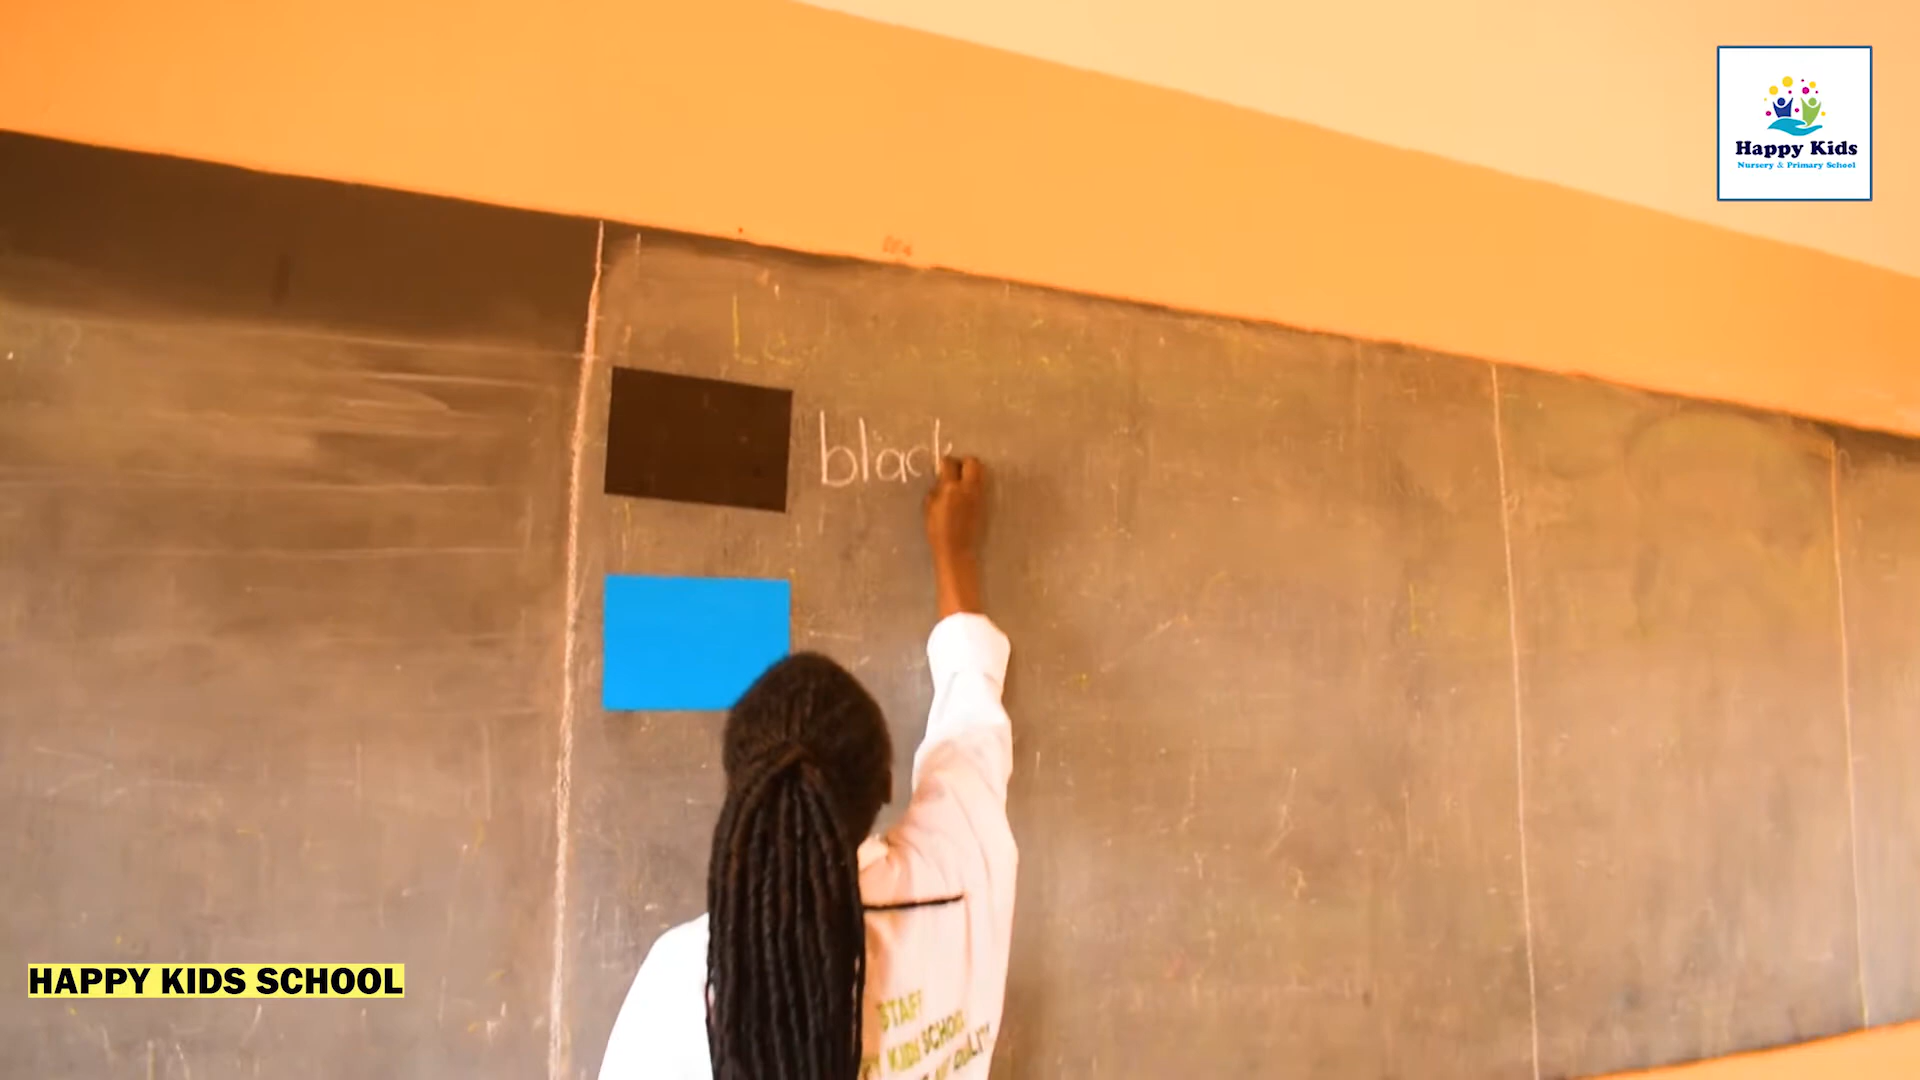 Happy Kids
Nursery & Primary School
black
HAPPY KIDS SCHOOL
STAFF
KIDS SCHOOL